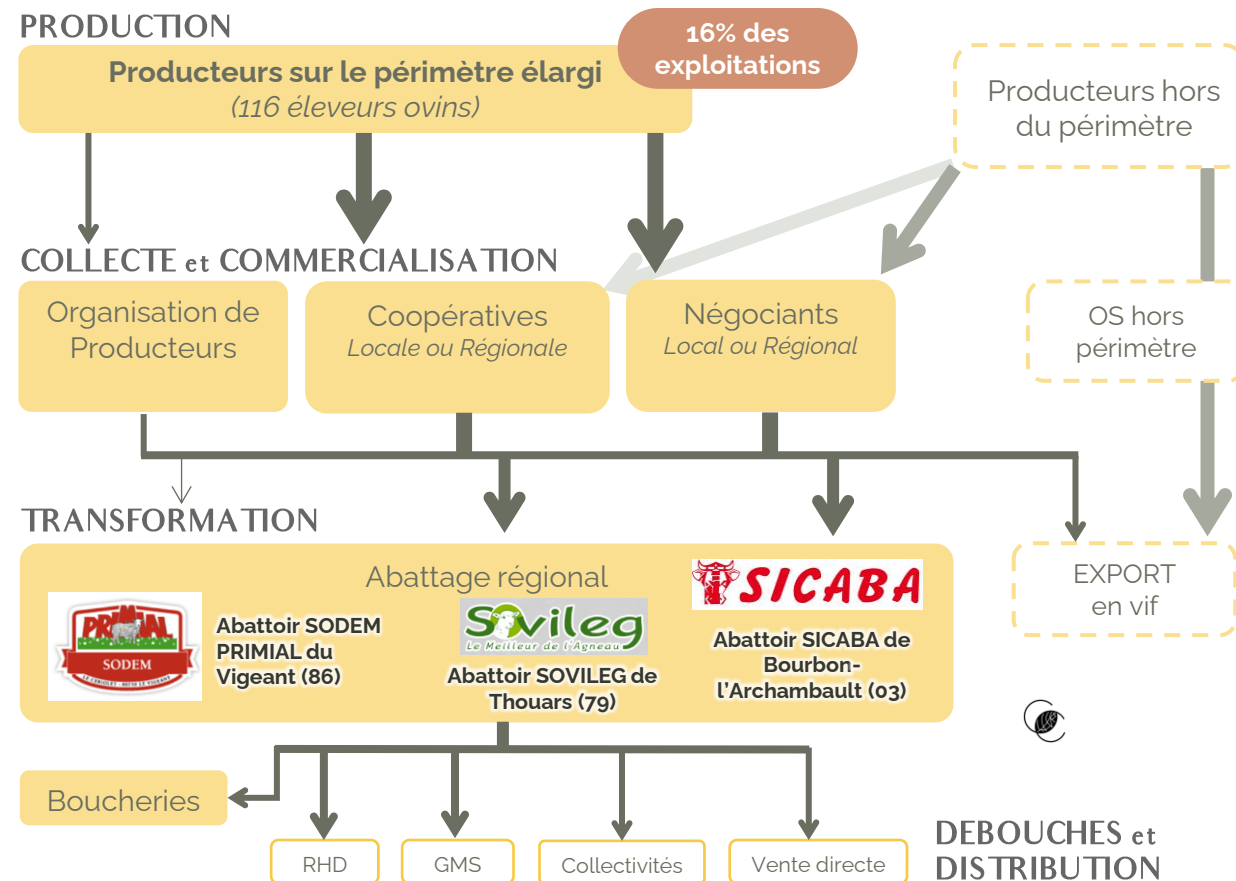 PRODUCTION
16% des
exploitations
Producteurs sur le périmètre élargi
(116 éleveurs ovins)
Producteurs hors
du périmètre
COLLECTE et COMMERCIALISATION
Organisation de
Producteurs
Coopératives
Locale ou Régionale
Négociants
Local ou Régional
OS hors
périmètre
TRANSFORMATION
Abattage régional
PRIMIAL
SODEM
Abattoir SODEM
PRIMIAL du
Vigeant (86)
Sovileg
Le Meilleur de l'Agneau
Abattoir SOVILEG de
Thouars (79)
SICABA
Abattoir SICABA de
Bourbon-
l'Archambault (03)
EXPORT
en vif
Boucheries
RHD
GMS
Collectivités
Vente directe
DEBOUCHES et
DISTRIBUTION